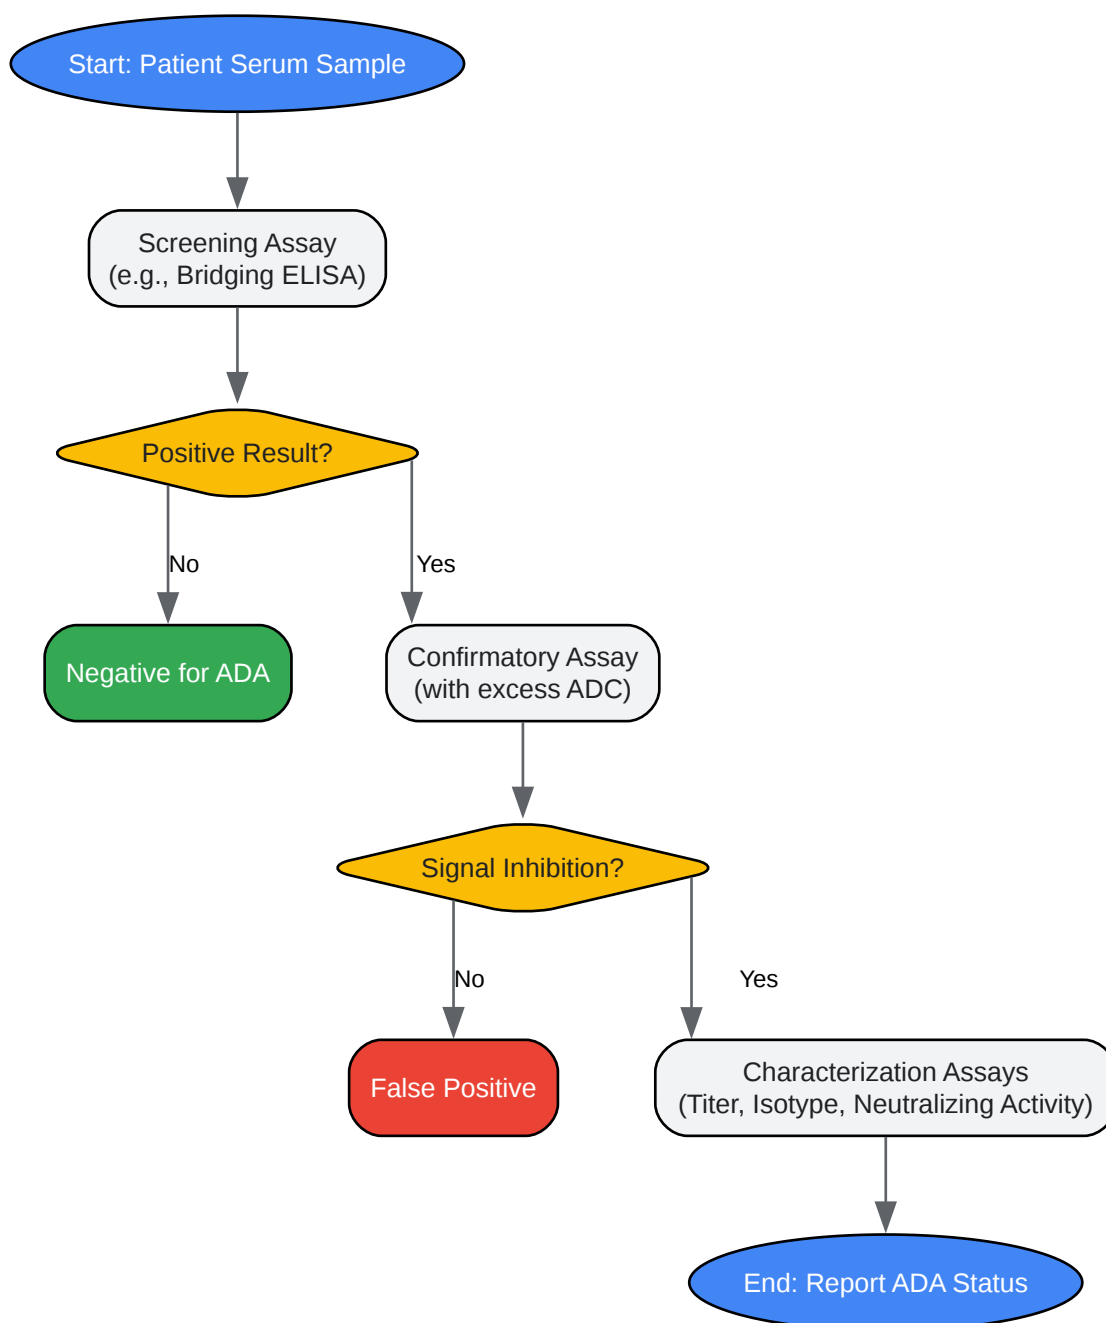 Start: Patient Serum Sample
Screening Assay
(e.g., Bridging ELISA)
Positive Result?
No
Yes
Negative for ADA
Confirmatory Assay
(with excess ADC)
Signal Inhibition?
No
Yes
False Positive
Characterization Assays
(Titer, Isotype, Neutralizing Activity)
End: Report ADA Status